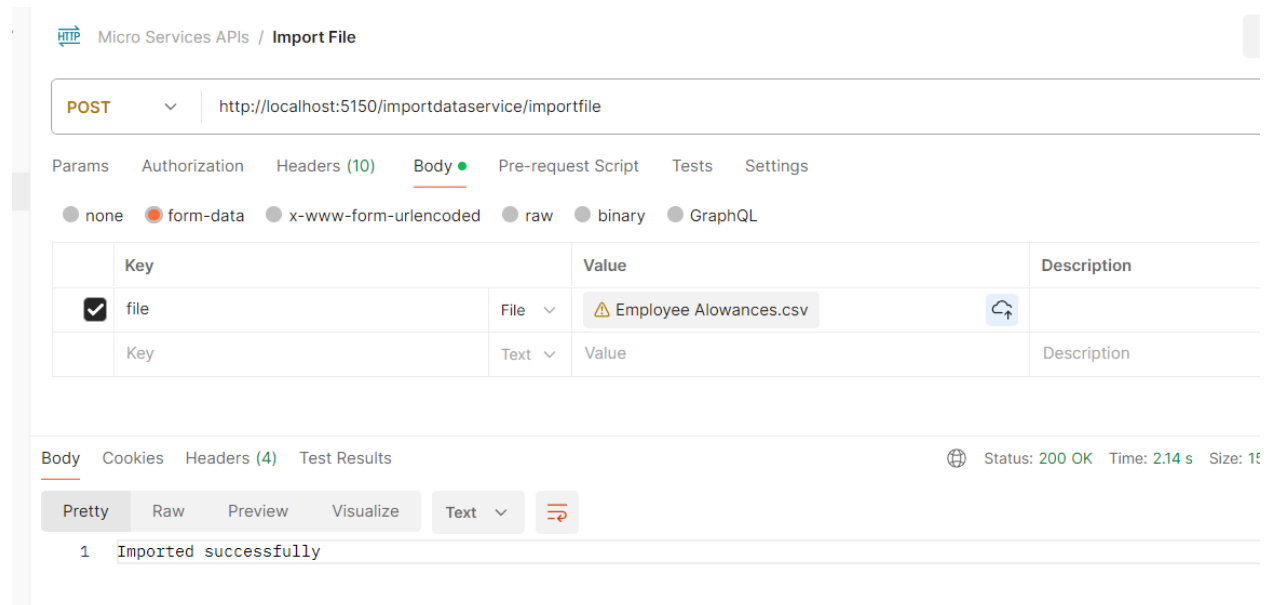 HTTP Micro Services APIs / Import File
POST http://localhost:5150/importdataservice/importfile
Params Authorization Headers (10) Body Pre-request Script Tests Settings
none form-data x-www-form-urlencoded raw binary GraphQL
Key Value Description
file File Employee Alowances.csv
Key Text Value Description
Body Cookies Headers (4) Test Results Status: 200 OK Time: 2.14 s Size:
Pretty Raw Preview Visualize Text
1 Imported successfully